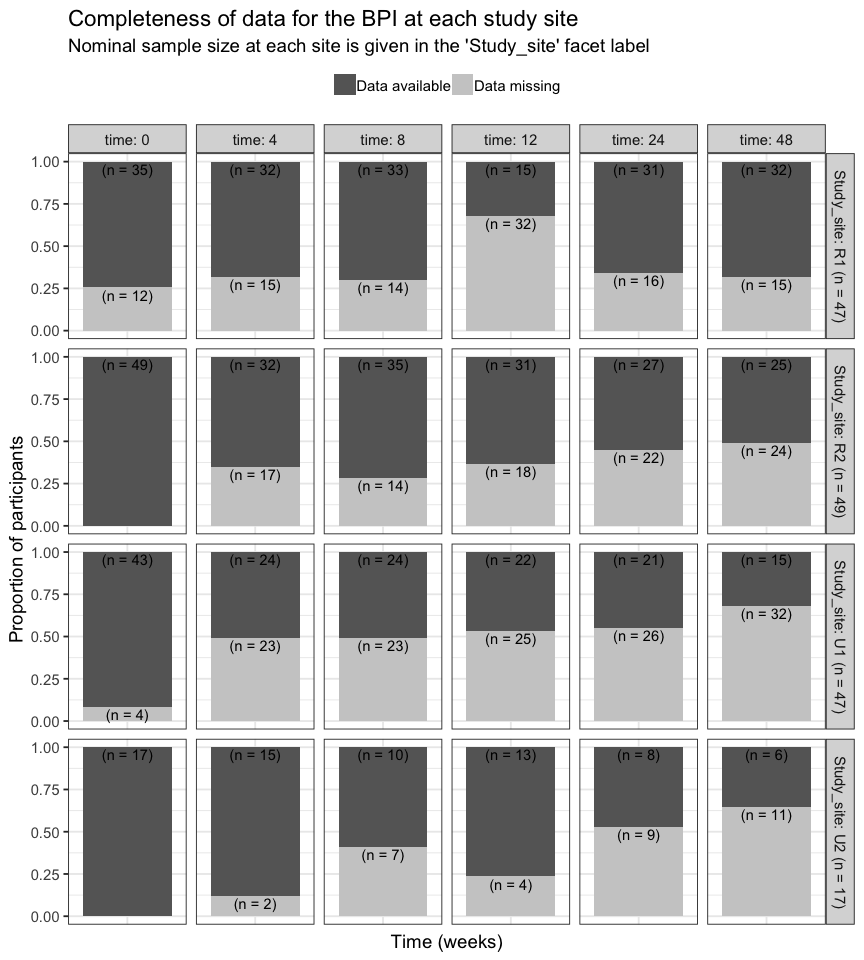 Completeness of data for the BPI at each study site
Nominal sample size at each site is given in the 'Study_site' facet label
Data available Data missing
time: 0 time: 4 time: 8 time: 12 time: 24 time: 48
1.00 (n = 35) (n = 32) (n = 33) (n = 15) (n = 31) (n = 32)
0.75
(n = 32)
0.50
0.25 (n = 12) (n = 15) (n = 14) (n = 16) (n = 15)
0.00
Study_site: R1 (n = 47)
1.00 (n = 49) (n = 32) (n = 35) (n = 31) (n = 27) (n = 25)
0.75
0.50
(n = 17) (n = 14) (n = 18) (n = 22) (n = 24)
0.25
0.00
Study_site: R2 (n = 49)
1.00 (n = 43) (n = 24) (n = 24) (n = 22) (n = 21) (n = 15)
0.75
(n = 32)
0.50 (n = 23) (n = 23) (n = 25) (n = 26)
0.25
0.00 (n = 4)
Study_site: U1 (n = 47)
1.00 (n = 17) (n = 15) (n = 10) (n = 13) (n = 8) (n = 6)
0.75
0.50 (n = 9) (n = 11)
(n = 7)
0.25 (n = 4)
(n = 2)
0.00
Study_site: U2 (n = 17)
Proportion of participants
Time (weeks)